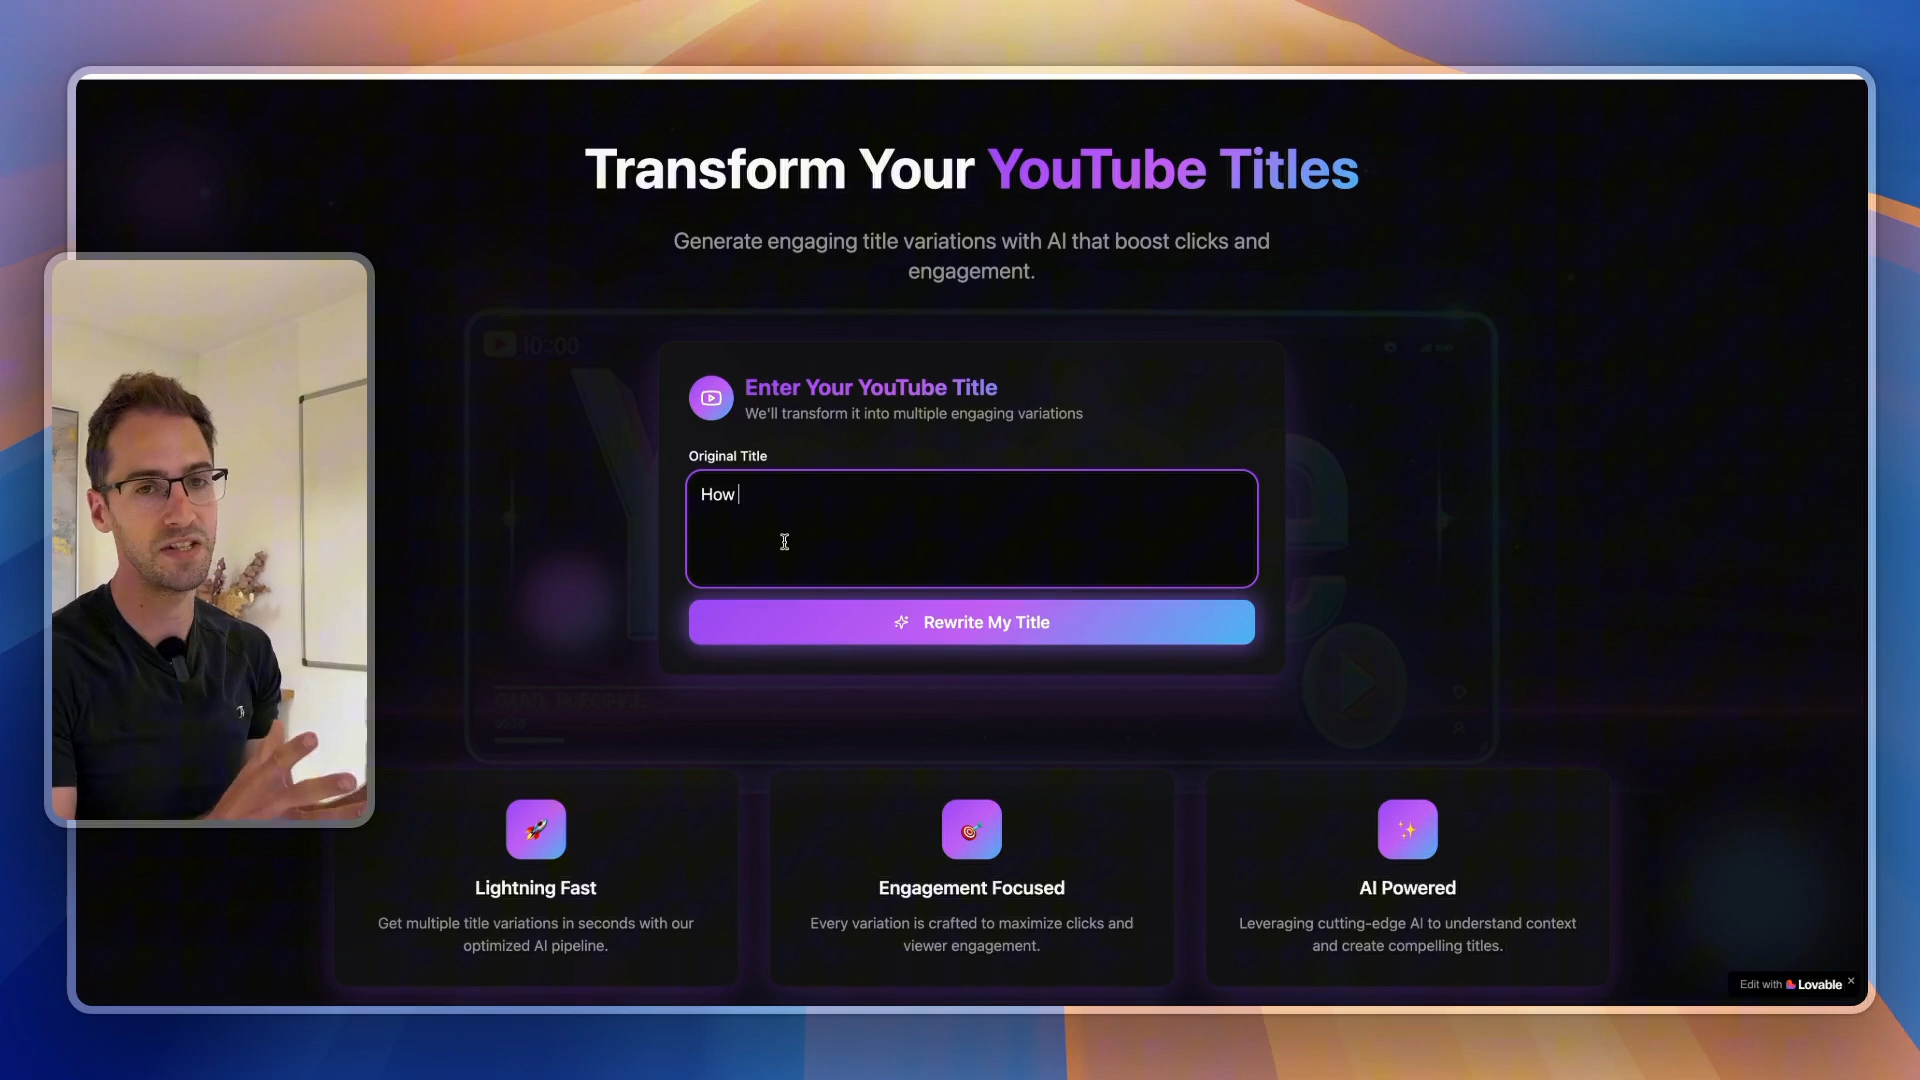 Transform Your YouTube Titles
Generate engaging title variations with AI that boost clicks and
engagement.
10:00
Enter Your YouTube Title
We'll transform it into multiple engaging variations
Original Title
How
Rewrite My Title
🚀
🎯
✨
Lightning Fast
Engagement Focused
AI Powered
Get multiple title variations in seconds with our
optimized AI pipeline.
Every variation is crafted to maximize clicks and
viewer engagement.
Leveraging cutting-edge AI to understand context
and create compelling titles.
Edit with Lovable